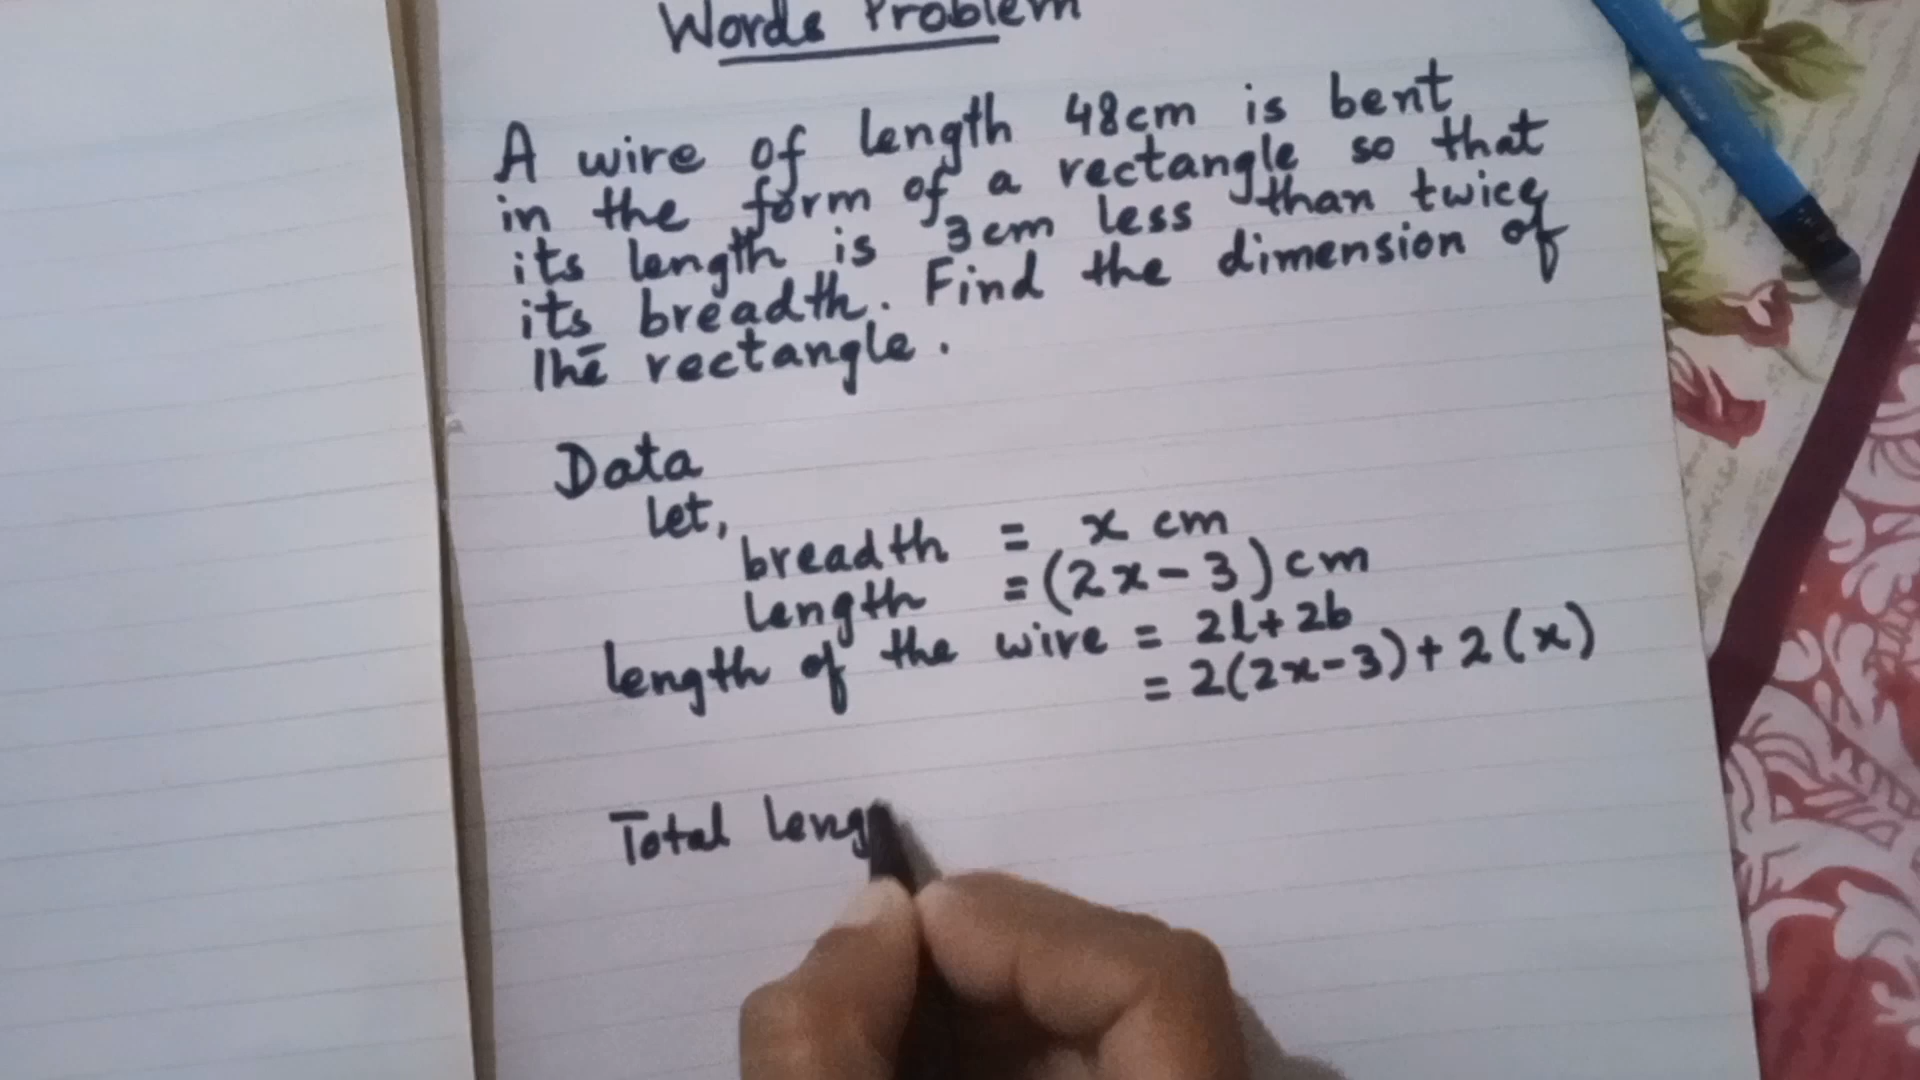 Words Problem
A wire of length 48cm is bent
in the form of a rectangle so that
its length is 3cm less than twice
its breadth. Find the dimension of
the rectangle.
Data
let,
breadth = x cm
length = (2x-3) cm
length of the wire = 2l+2b
= 2(2x-3)+2(x)
Total leng